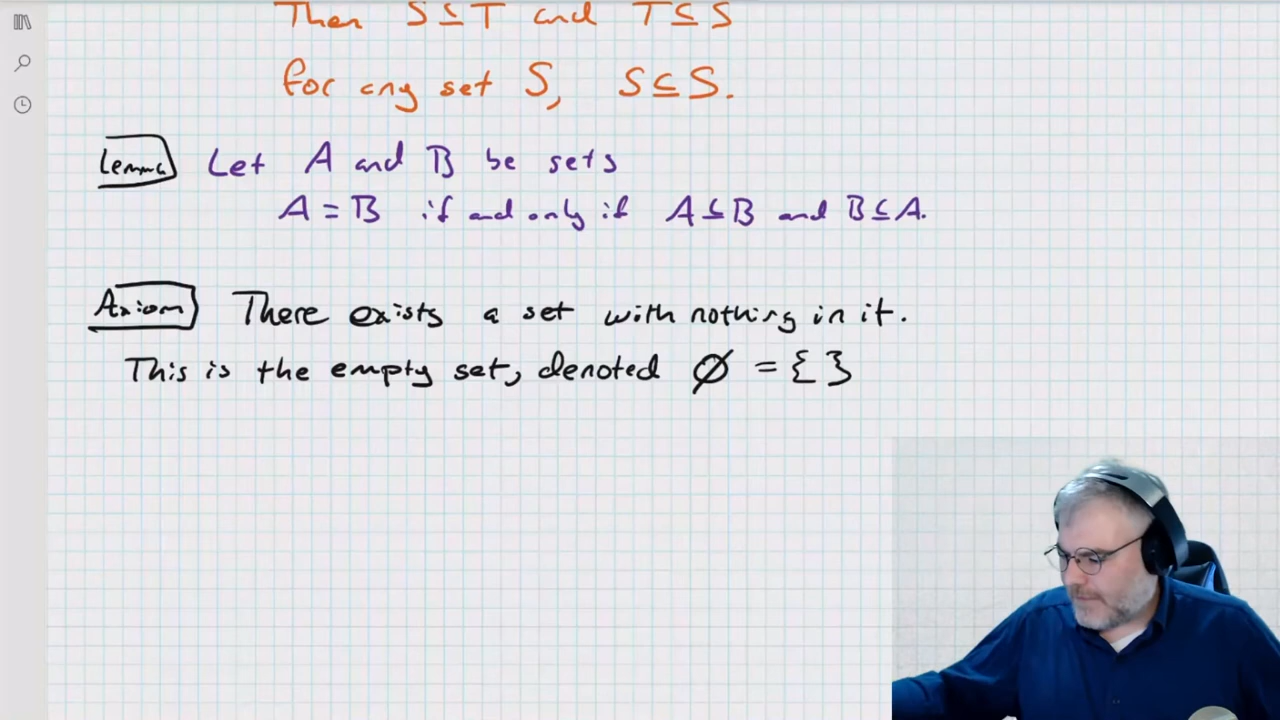 Then S ⊆ T and T ⊆ S
for any set S, S ⊆ S.
Lemma Let A and B be sets
A = B if and only if A ⊆ B and B ⊆ A.
Axiom There exists a set with nothing in it.
This is the empty set, denoted ∅ = { }